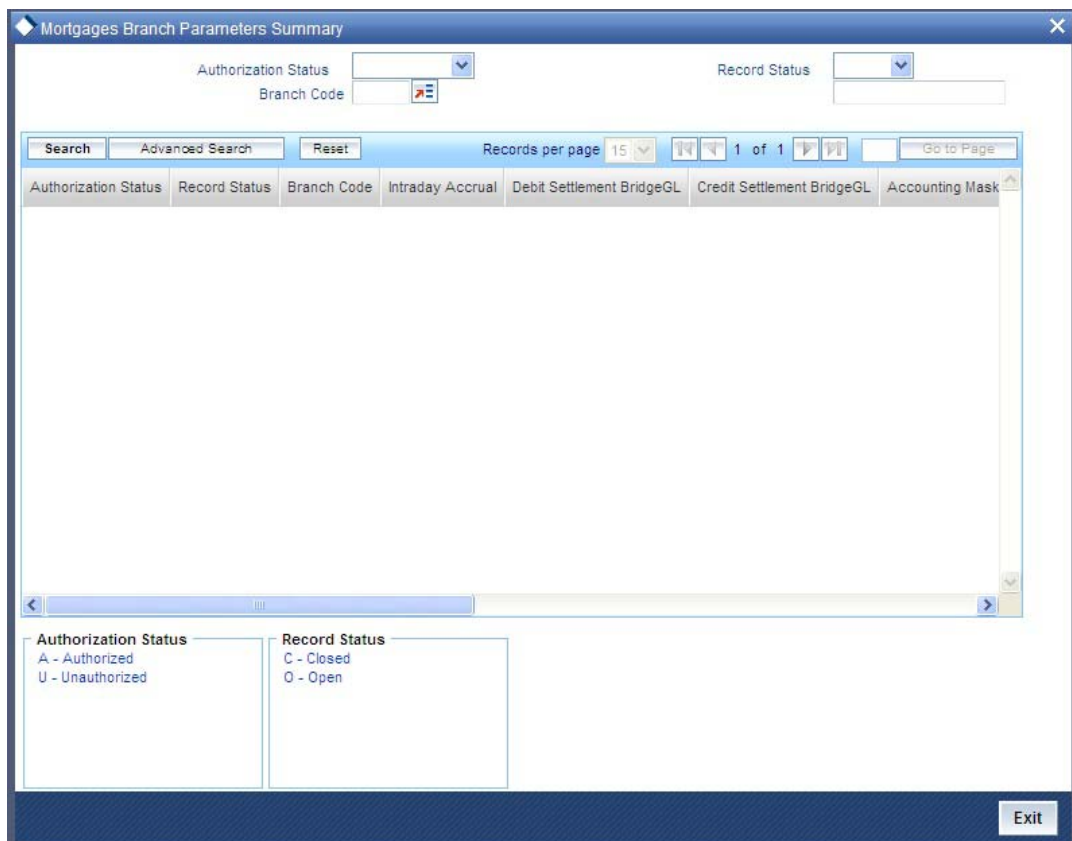 Mortgages Branch Parameters Summary
Authorization Status
Record Status
Branch Code
Search Advanced Search Reset Records per page 15 1 of 1 Go to Page
Authorization Status Record Status Branch Code Intraday Accrual Debit Settlement BridgeGL Credit Settlement BridgeGL Accounting Mask
Authorization Status
A - Authorized
U - Unauthorized
Record Status
C - Closed
O - Open
Exit